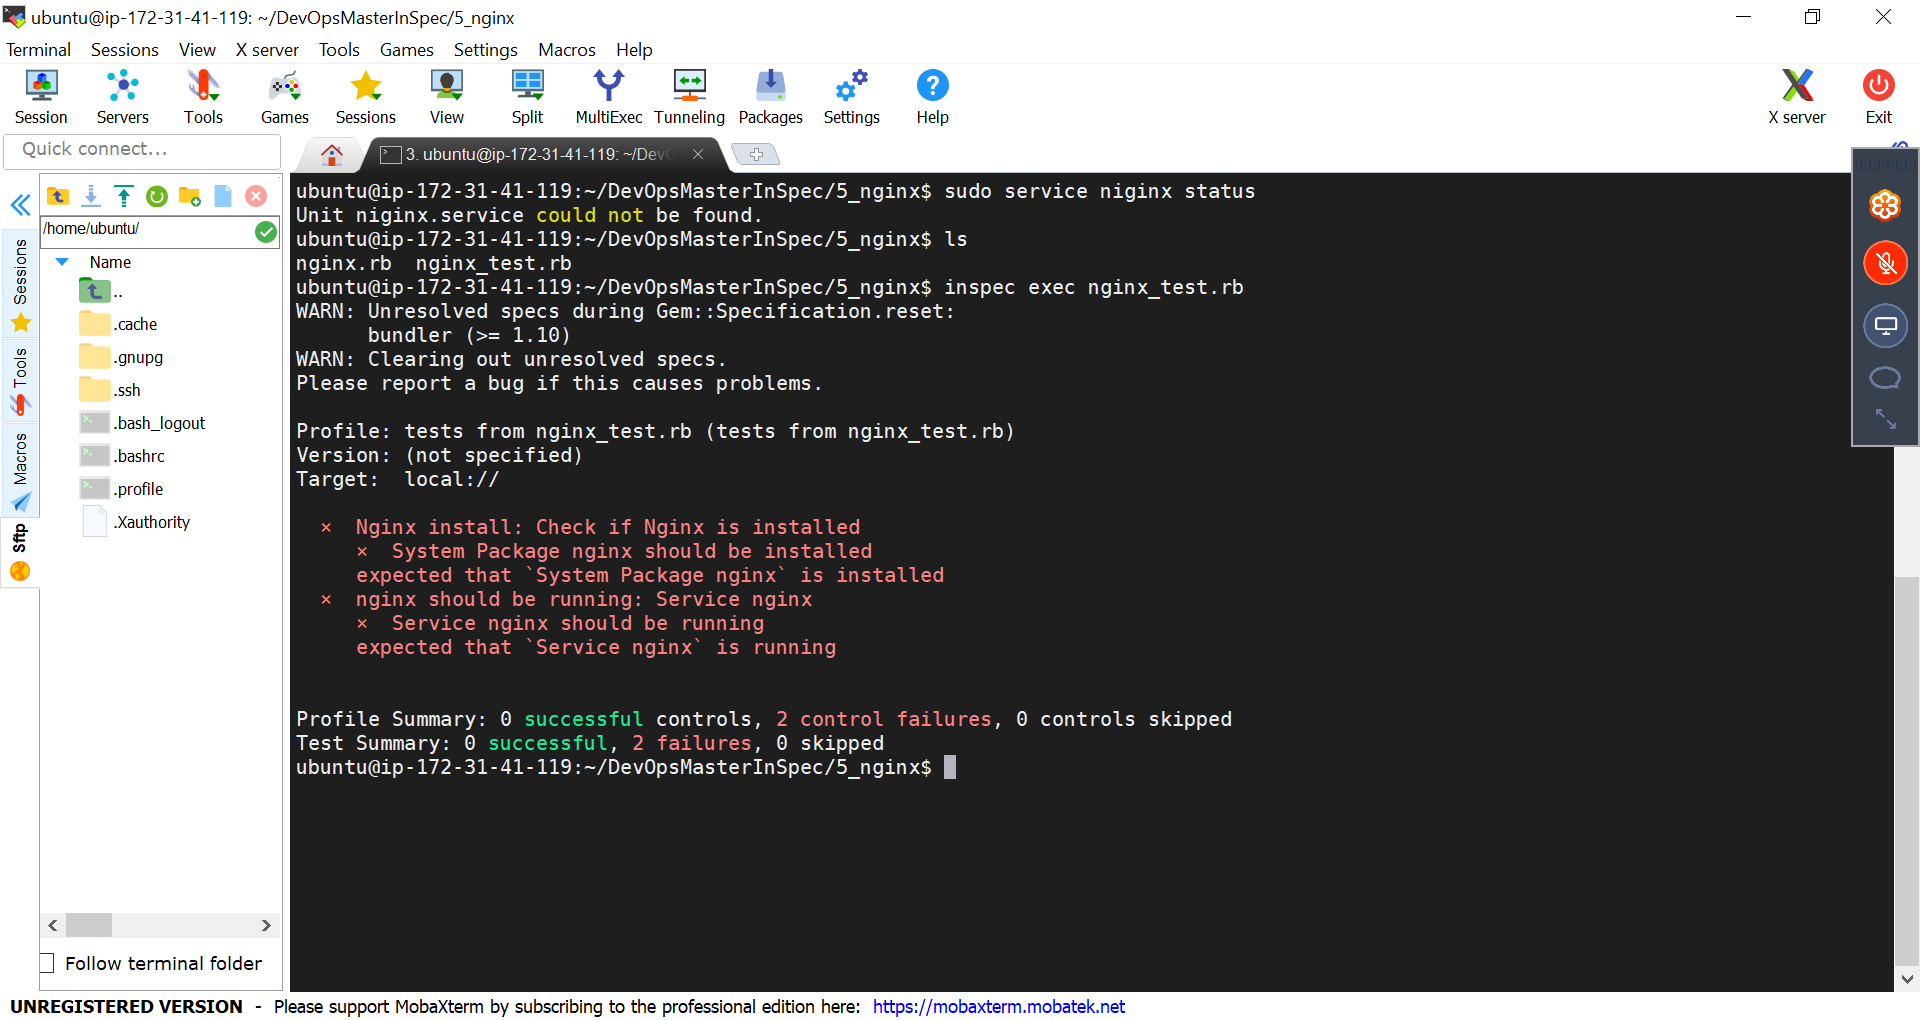 ubuntu@ip-172-31-41-119: ~/DevOpsMasterInSpec/5_nginx
Terminal Sessions View X server Tools Games Settings Macros Help
Session Servers Tools Games Sessions View Split MultiExec Tunneling Packages Settings Help X server Exit
Quick connect...
3. ubuntu@ip-172-31-41-119: ~/Dev
/home/ubuntu/
Name
..
.cache
.gnupg
.ssh
.bash_logout
.bashrc
.profile
.Xauthority
Sessions
Tools
Macros
Sftp
Follow terminal folder
ubuntu@ip-172-31-41-119:~/DevOpsMasterInSpec/5_nginx$ sudo service niginx status
Unit niginx.service could not be found.
ubuntu@ip-172-31-41-119:~/DevOpsMasterInSpec/5_nginx$ ls
nginx.rb  nginx_test.rb
ubuntu@ip-172-31-41-119:~/DevOpsMasterInSpec/5_nginx$ inspec exec nginx_test.rb
WARN: Unresolved specs during Gem::Specification.reset:
      bundler (>= 1.10)
WARN: Clearing out unresolved specs.
Please report a bug if this causes problems.
Profile: tests from nginx_test.rb (tests from nginx_test.rb)
Version: (not specified)
Target:  local://
  ×  Nginx install: Check if Nginx is installed
     ×  System Package nginx should be installed
     expected that `System Package nginx` is installed
  ×  nginx should be running: Service nginx
     ×  Service nginx should be running
     expected that `Service nginx` is running
Profile Summary: 0 successful controls, 2 control failures, 0 controls skipped
Test Summary: 0 successful, 2 failures, 0 skipped
ubuntu@ip-172-31-41-119:~/DevOpsMasterInSpec/5_nginx$
UNREGISTERED VERSION - Please support MobaXterm by subscribing to the professional edition here: https://mobaxterm.mobatek.net